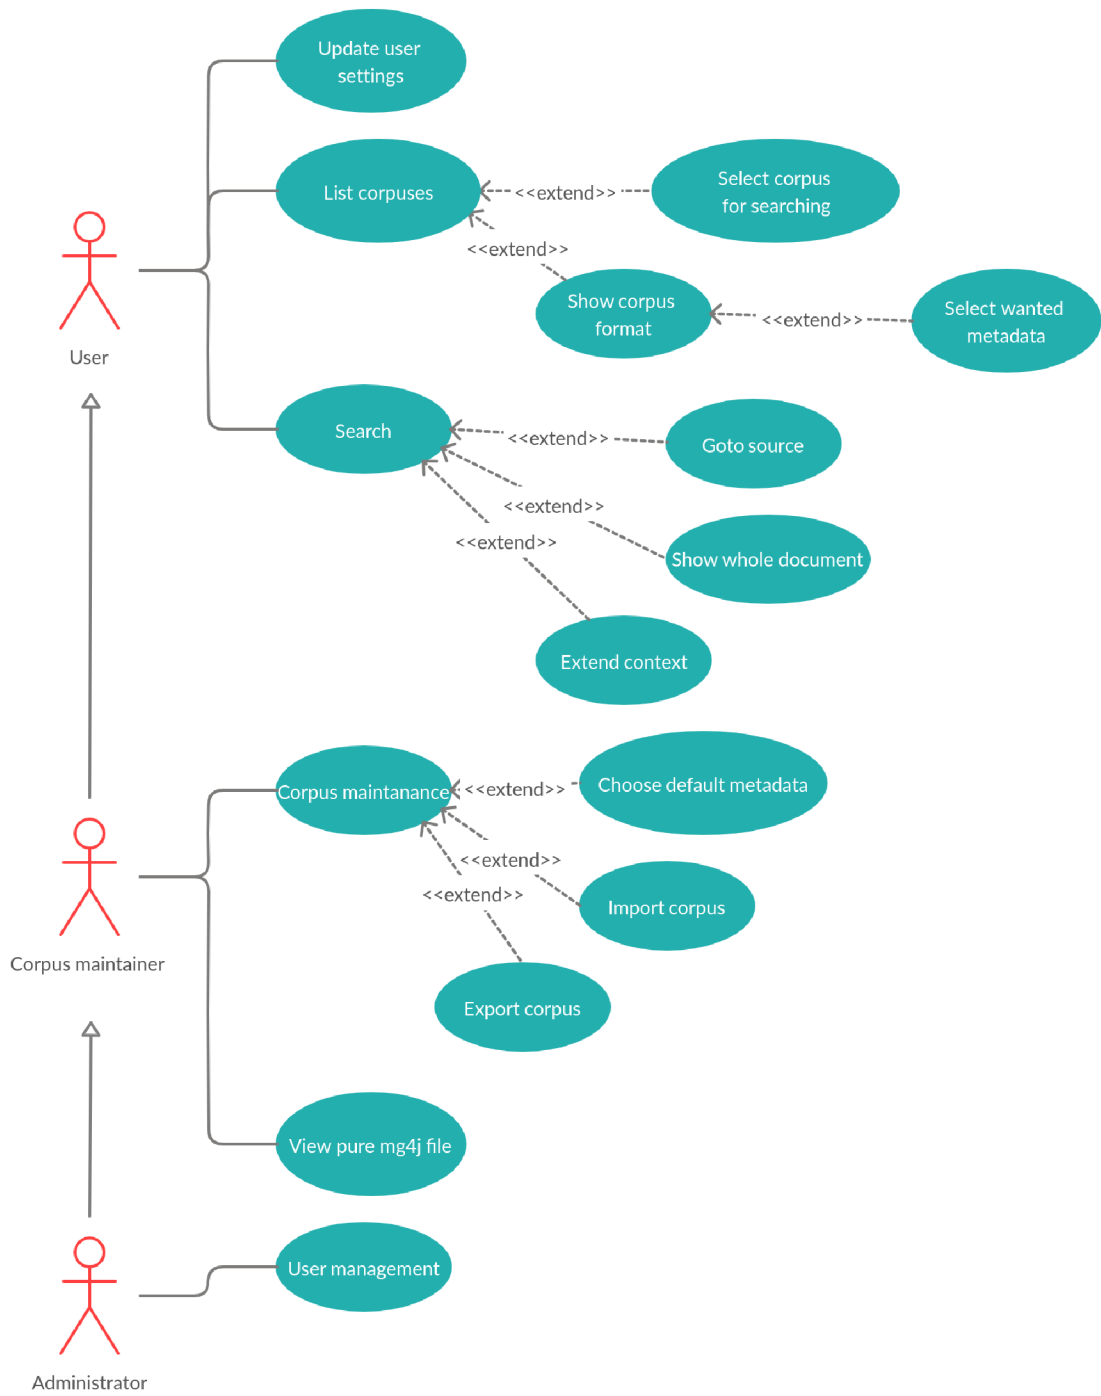 Update user
settings
List corpuses
<<extend>>
Select corpus
for searching
<<extend>>
Show corpus
format
<<extend>>
Select wanted
metadata
User
Search
<<extend>>
Goto source
<<extend>>
<<extend>>
Show whole document
Extend context
Corpus maintanance
<<extend>>
Choose default metadata
<<extend>>
<<extend>>
Import corpus
Corpus maintainer
Export corpus
View pure mg4j file
User management
Administrator